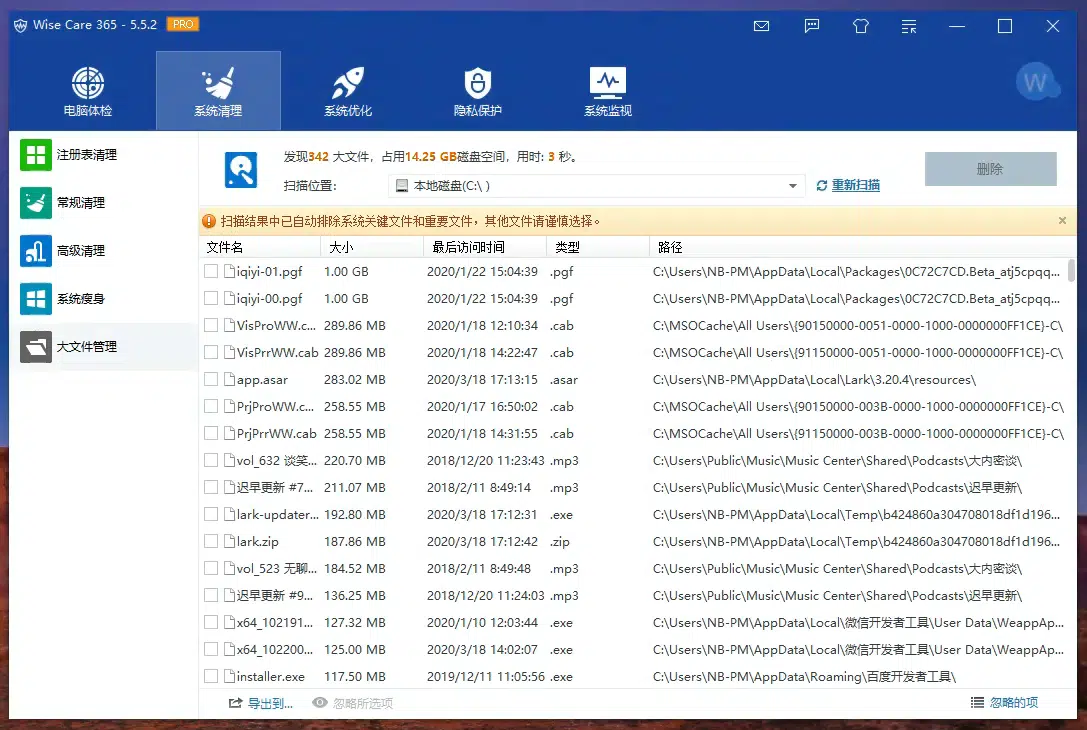 Wise Care 365 - 5.5.2 PRO
W
电脑体检 系统清理 系统优化 隐私保护 系统监视
注册表清理
常规清理
高级清理
系统瘦身
大文件管理
发现342 大文件，占用14.25 GB磁盘空间，用时: 3 秒。
扫描位置: 本地磁盘(C:\ ) 重新扫描
删除
扫描结果中已自动排除系统关键文件和重要文件，其他文件请谨慎选择。
文件名 大小 最后访问时间 类型 路径
iqiyi-01.pgf 1.00 GB 2020/1/22 15:04:39 .pgf C:\Users\NB-PM\AppData\Local\Packages\0C72C7CD.Beta_atj5cpqq...
iqiyi-00.pgf 1.00 GB 2020/1/22 15:04:39 .pgf C:\Users\NB-PM\AppData\Local\Packages\0C72C7CD.Beta_atj5cpqq...
VisProWW.c... 289.86 MB 2020/1/18 12:10:34 .cab C:\MSOCache\All Users\{90150000-0051-0000-1000-0000000FF1CE}-C\
VisPrrWW.cab 289.86 MB 2020/1/18 14:22:47 .cab C:\MSOCache\All Users\{91150000-0051-0000-1000-0000000FF1CE}-C\
app.asar 283.02 MB 2020/3/18 17:13:15 .asar C:\Users\NB-PM\AppData\Local\Lark\3.20.4\resources\
PrjProWW.c... 258.55 MB 2020/1/17 16:50:02 .cab C:\MSOCache\All Users\{90150000-003B-0000-1000-0000000FF1CE}-C\
PrjPrrWW.cab 258.55 MB 2020/1/18 14:31:55 .cab C:\MSOCache\All Users\{91150000-003B-0000-1000-0000000FF1CE}-C\
vol_632 谈笑... 220.70 MB 2018/12/20 11:23:43 .mp3 C:\Users\Public\Music\Music Center\Shared\Podcasts\大内密谈\
迟早更新 #7... 211.07 MB 2018/2/11 8:49:14 .mp3 C:\Users\Public\Music\Music Center\Shared\Podcasts\迟早更新\
lark-updater... 192.80 MB 2020/3/18 17:12:31 .exe C:\Users\NB-PM\AppData\Local\Temp\b424860a304708018df1d196...
lark.zip 187.86 MB 2020/3/18 17:12:42 .zip C:\Users\NB-PM\AppData\Local\Temp\b424860a304708018df1d196...
vol_523 无聊... 184.52 MB 2018/2/11 8:49:48 .mp3 C:\Users\Public\Music\Music Center\Shared\Podcasts\大内密谈\
迟早更新 #9... 136.25 MB 2018/12/20 11:24:03 .mp3 C:\Users\Public\Music\Music Center\Shared\Podcasts\迟早更新\
x64_102191... 127.32 MB 2020/1/10 12:03:44 .exe C:\Users\NB-PM\AppData\Local\微信开发者工具\User Data\WeappAp...
x64_102200... 125.00 MB 2020/3/18 14:02:07 .exe C:\Users\NB-PM\AppData\Local\微信开发者工具\User Data\WeappAp...
installer.exe 117.50 MB 2019/12/11 11:05:56 .exe C:\Users\NB-PM\AppData\Roaming\百度开发者工具\
导出到... 忽略所选项 忽略的项